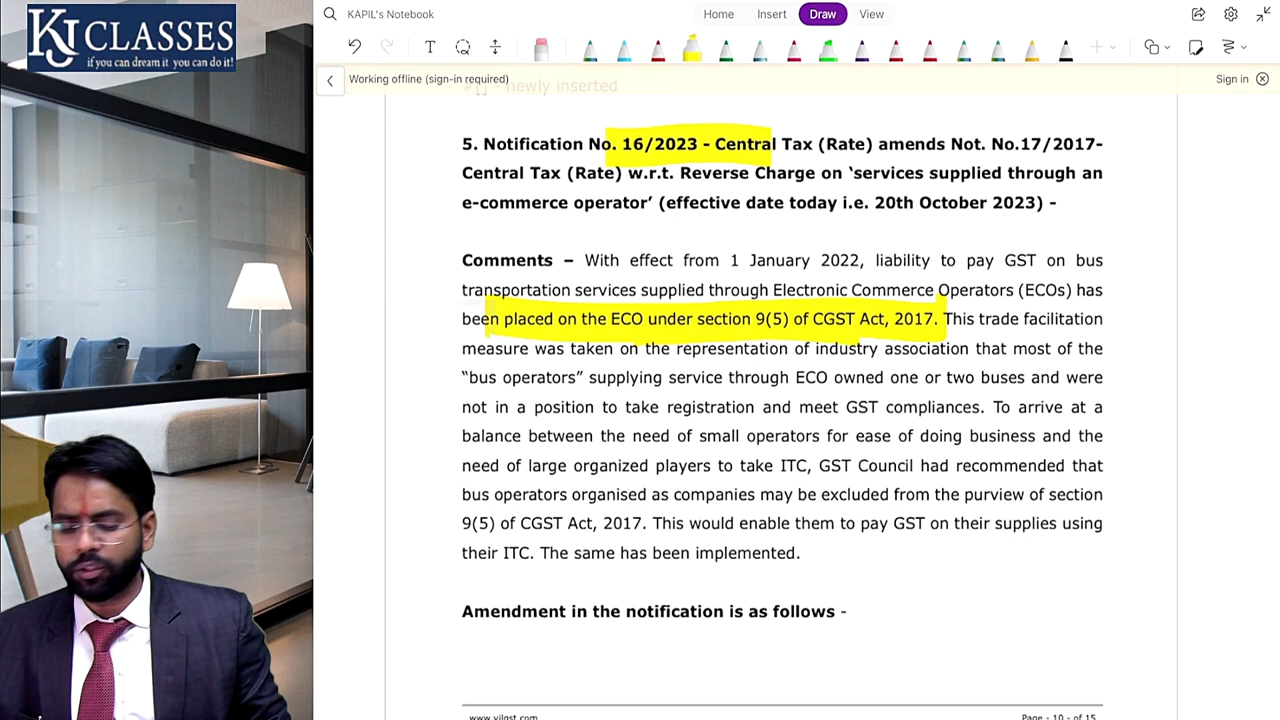 KJ CLASSES
if you can dream it you can do it!
KAPIL's Notebook
Home Insert Draw View
Working offline (sign-in required)
Sign in
#[] - newly inserted
5. Notification No. 16/2023 - Central Tax (Rate) amends Not. No.17/2017-
Central Tax (Rate) w.r.t. Reverse Charge on ‘services supplied through an
e-commerce operator’ (effective date today i.e. 20th October 2023) -
Comments – With effect from 1 January 2022, liability to pay GST on bus
transportation services supplied through Electronic Commerce Operators (ECOs) has
been placed on the ECO under section 9(5) of CGST Act, 2017. This trade facilitation
measure was taken on the representation of industry association that most of the
“bus operators” supplying service through ECO owned one or two buses and were
not in a position to take registration and meet GST compliances. To arrive at a
balance between the need of small operators for ease of doing business and the
need of large organized players to take ITC, GST Council had recommended that
bus operators organised as companies may be excluded from the purview of section
9(5) of CGST Act, 2017. This would enable them to pay GST on their supplies using
their ITC. The same has been implemented.
Amendment in the notification is as follows -
www.vilgst.com
Page - 10 - of 15